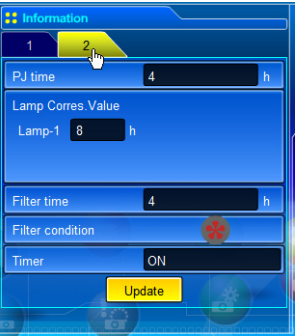 Information
1 2
PJ time 4 h
Lamp Corres.Value
Lamp-1 8 h
Filter time 4 h
Filter condition
Timer ON
Update